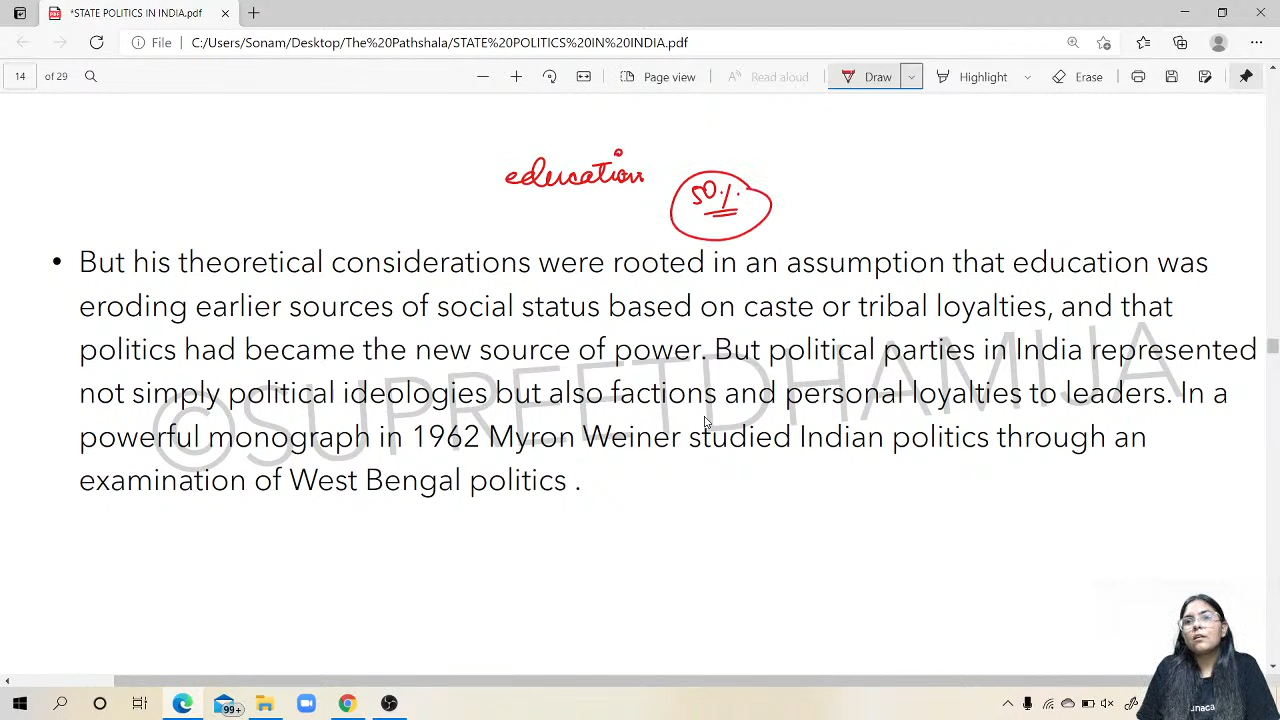 *STATE POLITICS IN INDIA.pdf
File C:/Users/Sonam/Desktop/The%20Pathshala/STATE%20POLITICS%20IN%20INDIA.pdf
14 of 29 Page view Read aloud Draw Highlight Erase
education
50%
• But his theoretical considerations were rooted in an assumption that education was
eroding earlier sources of social status based on caste or tribal loyalties, and that
politics had became the new source of power. But political parties in India represented
not simply political ideologies but also factions and personal loyalties to leaders. In a
powerful monograph in 1962 Myron Weiner studied Indian politics through an
examination of West Bengal politics .
©SUPREETDHAMIJA
99+